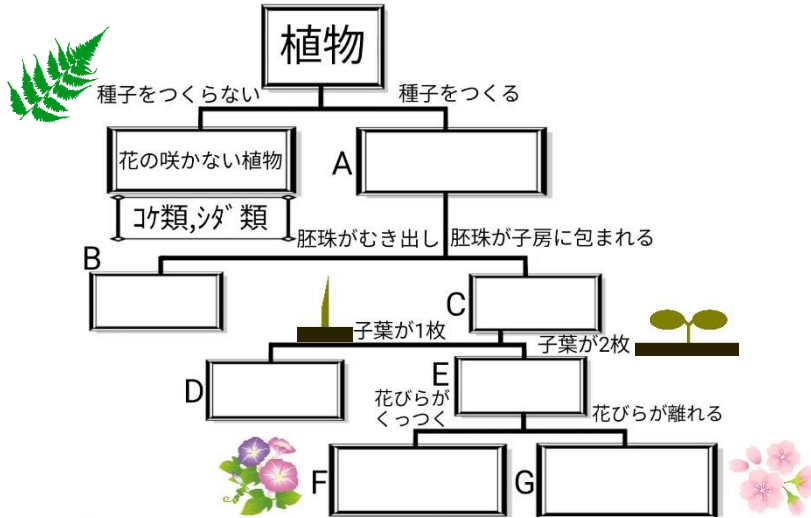 植物
種子をつくらない
種子をつくる
花の咲かない植物
A
ｺｹ類,ｼﾀﾞ類
胚珠がむき出し
胚珠が子房に包まれる
B
C
子葉が1枚
子葉が2枚
D
E
花びらが
くっつく
花びらが離れる
F
G